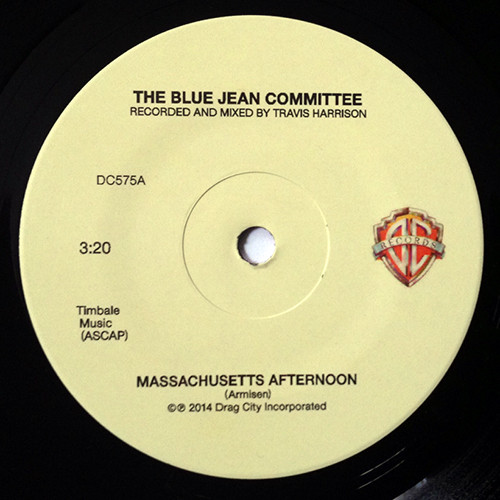 THE BLUE JEAN COMMITTEE
RECORDED AND MIXED BY TRAVIS HARRISON
DC575A
3:20
DC
RECORDS
Timbale
Music
(ASCAP)
MASSACHUSETTS AFTERNOON
(Armisen)
©℗ 2014 Drag City Incorporated